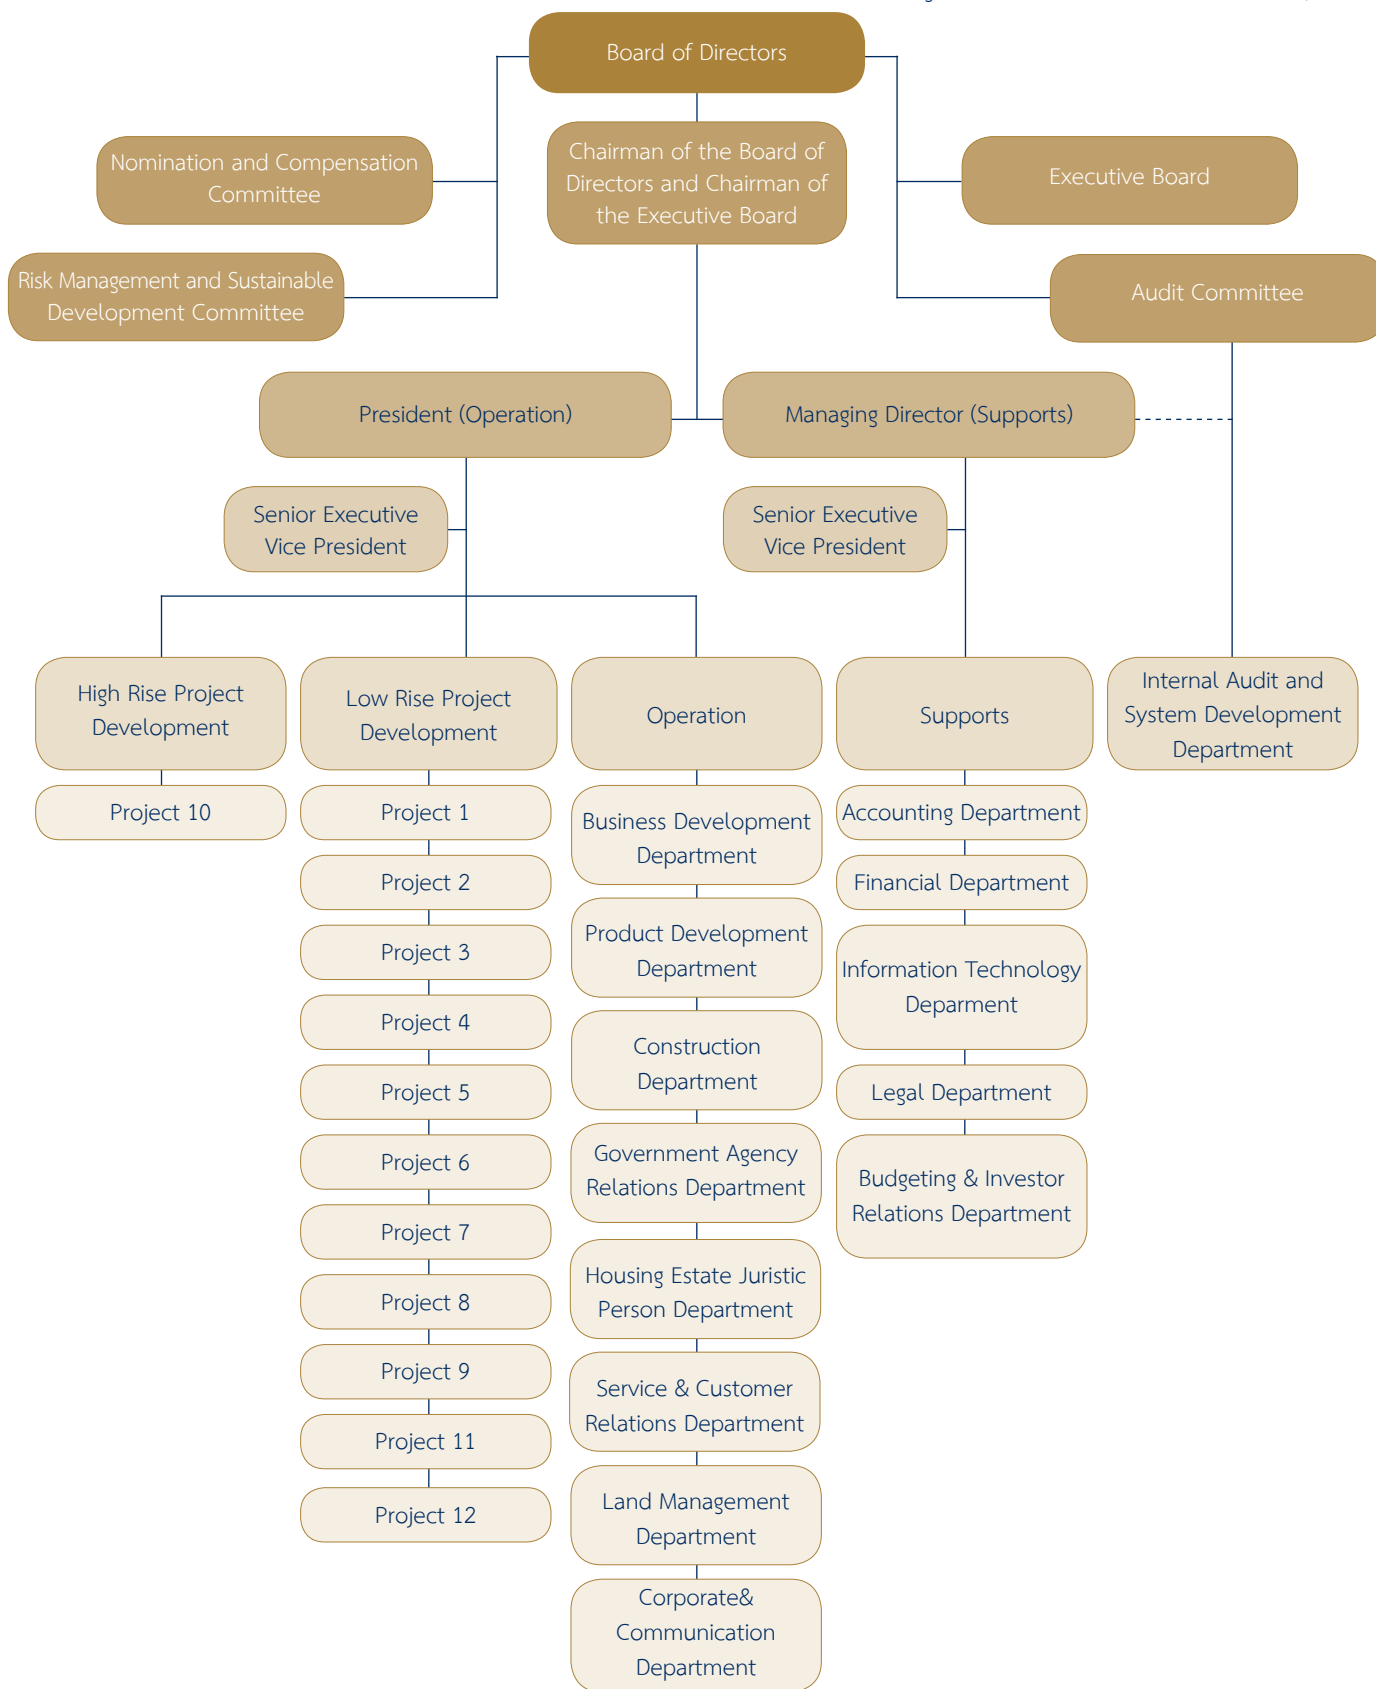 Board of Directors
Nomination and Compensation
Committee
Chairman of the Board of
Directors and Chairman of
the Executive Board
Executive Board
Risk Management and Sustainable
Development Committee
Audit Committee
President (Operation)
Managing Director (Supports)
Senior Executive
Vice President
Senior Executive
Vice President
High Rise Project
Development
Low Rise Project
Development
Operation
Supports
Internal Audit and
System Development
Department
Project 10
Project 1
Project 2
Project 3
Project 4
Project 5
Project 6
Project 7
Project 8
Project 9
Project 11
Project 12
Business Development
Department
Product Development
Department
Construction
Department
Government Agency
Relations Department
Housing Estate Juristic
Person Department
Service & Customer
Relations Department
Land Management
Department
Corporate&
Communication
Department
Accounting Department
Financial Department
Information Technology
Deparment
Legal Department
Budgeting & Investor
Relations Department